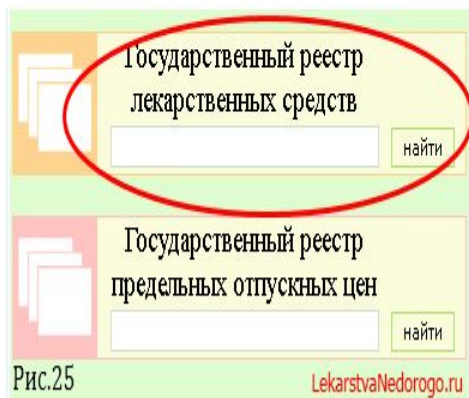 Государственный реестр
лекарственных средств
найти
Государственный реестр
предельных отпускных цен
найти
Рис.25
LekarstvaNedorogo.ru